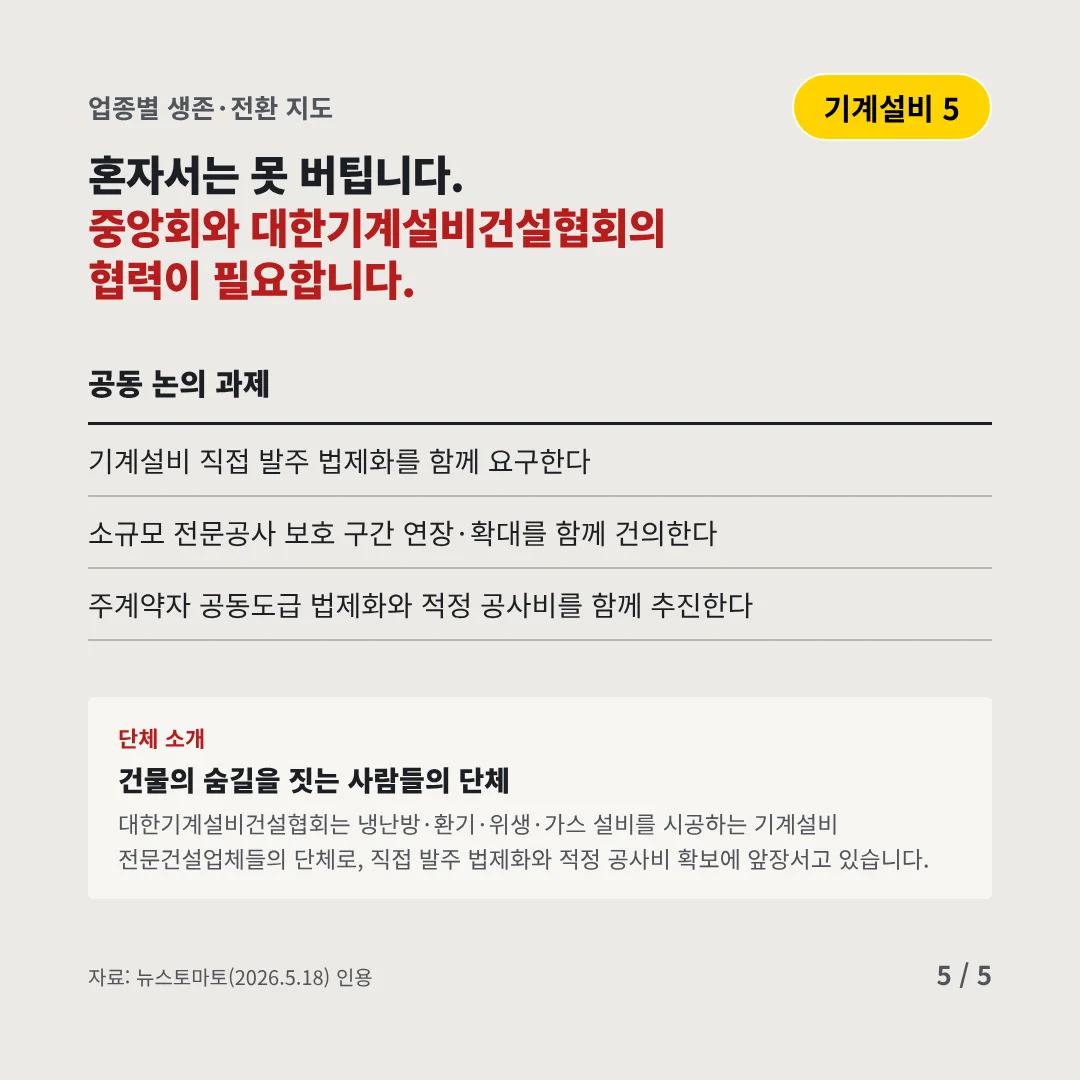 업종별 생존·전환 지도
기계설비 5
혼자서는 못 버팁니다.
중앙회와 대한기계설비건설협회의
협력이 필요합니다.
공동 논의 과제
기계설비 직접 발주 법제화를 함께 요구한다
소규모 전문공사 보호 구간 연장·확대를 함께 건의한다
주계약자 공동도급 법제화와 적정 공사비를 함께 추진한다
단체 소개
건물의 숨길을 짓는 사람들의 단체
대한기계설비건설협회는 냉난방·환기·위생·가스 설비를 시공하는 기계설비
전문건설업체들의 단체로, 직접 발주 법제화와 적정 공사비 확보에 앞장서고 있습니다.
자료: 뉴스토마토(2026.5.18) 인용
5 / 5